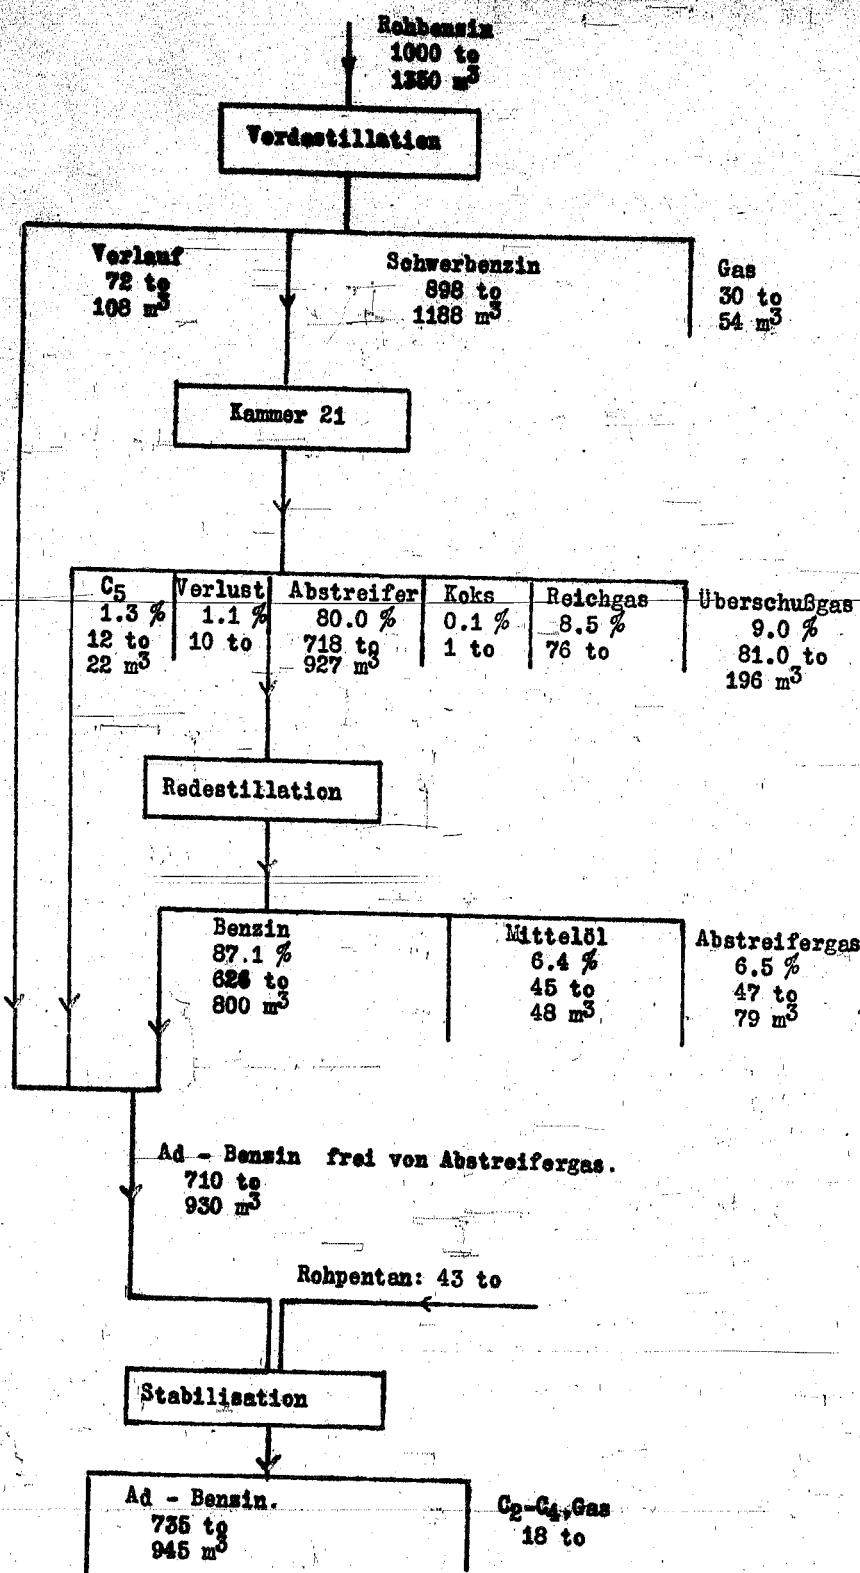 Rohbenzin
1000 to
1350 m³
Vordestillation
Vorlauf
72 to
108 m³
Schwerbenzin
898 to
1188 m³
Gas
30 to
54 m³
Kammer 21
C₅
1.3 %
12 to
22 m³
Verlust
1.1 %
10 to
Abstreifer
80.0 %
718 to
927 m³
Koks
0.1 %
1 to
Reichgas
8.5 %
76 to
Überschußgas
9.0 %
81.0 to
196 m³
Redestillation
Benzin
87.1 %
626 to
800 m³
Mittelöl
6.4 %
45 to
48 m³
Abstreifergas
6.5 %
47 to
79 m³
Ad - Benzin frei von Abstreifergas.
710 to
930 m³
Rohpentan: 43 to
Stabilisation
Ad - Benzin.
735 to
945 m³
C₂-C₄,Gas
18 to